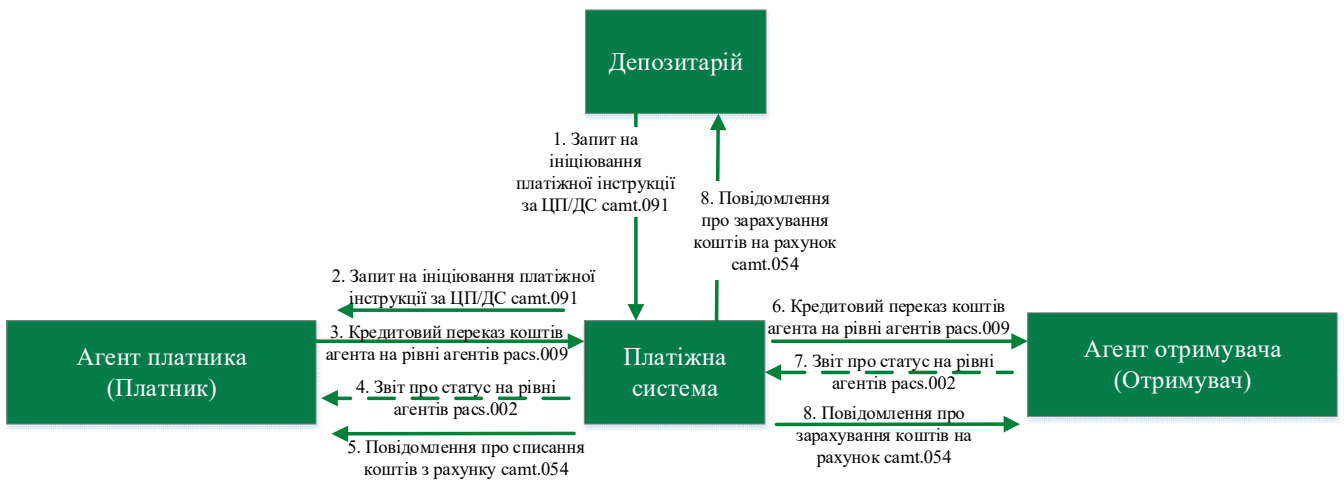 Депозитарій
1. Запит на
ініціювання
платіжної інструкції
за ЦП/ДС camt.091
8. Повідомлення
про зарахування
коштів на рахунок
camt.054
2. Запит на ініціювання платіжної
інструкції за ЦП/ДС camt.091
3. Кредитовий переказ коштів
агента на рівні агентів pacs.009
4. Звіт про статус на рівні
агентів pacs.002
5. Повідомлення про списання
коштів з рахунку camt.054
Агент платника
(Платник)
Платіжна
система
6. Кредитовий переказ коштів
агента на рівні агентів pacs.009
7. Звіт про статус на рівні
агентів pacs.002
8. Повідомлення про
зарахування коштів на
рахунок camt.054
Агент отримувача
(Отримувач)